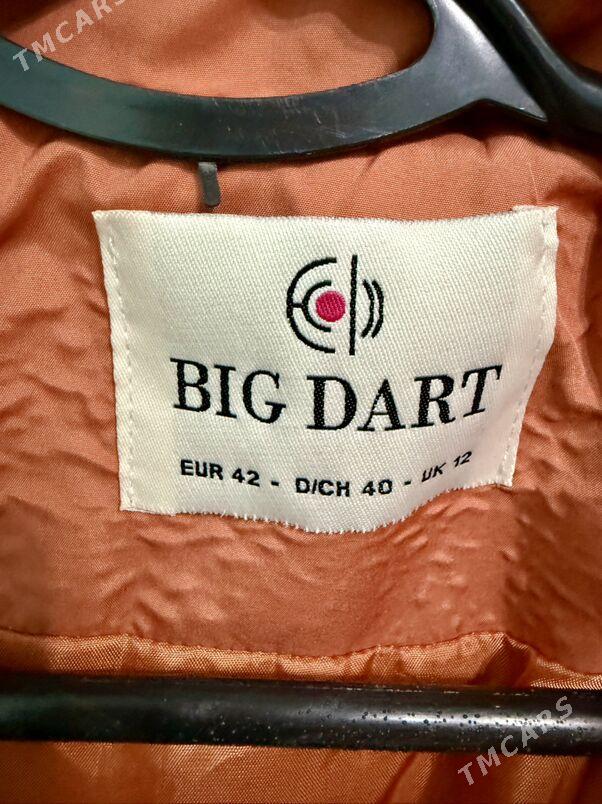 TMCARS
BIG DART
EUR 42 - D/CH 40 - UK 12
TMCARS